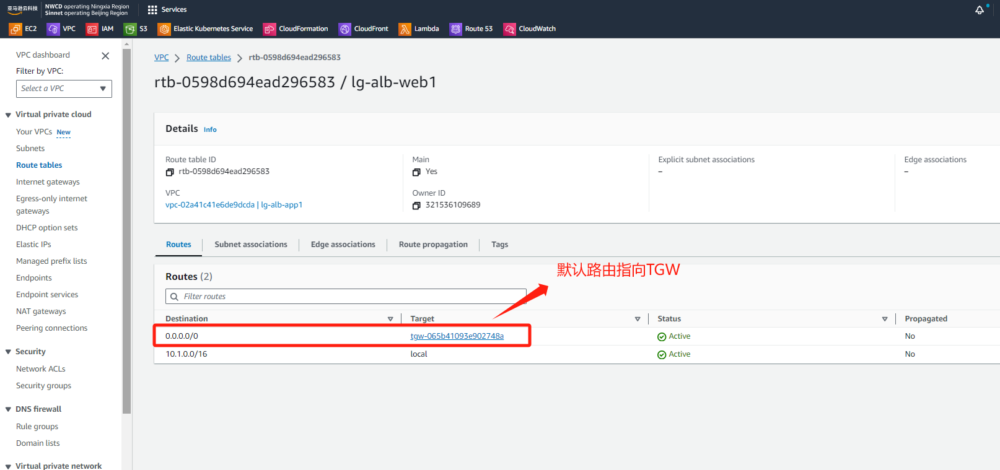 亚马逊云科技
NWCD operating Ningxia Region
Sinnet operating Beijing Region
Services
EC2
VPC
IAM
S3
Elastic Kubernetes Service
CloudFormation
CloudFront
Lambda
Route 53
CloudWatch
VPC dashboard
Filter by VPC:
Select a VPC
Virtual private cloud
Your VPCs New
Subnets
Route tables
Internet gateways
Egress-only internet
gateways
DHCP option sets
Elastic IPs
Managed prefix lists
Endpoints
Endpoint services
NAT gateways
Peering connections
Security
Network ACLs
Security groups
DNS firewall
Rule groups
Domain lists
Virtual private network
VPC
Route tables
rtb-0598d694ead296583
rtb-0598d694ead296583 / lg-alb-web1
Details Info
Route table ID
rtb-0598d694ead296583
Main
Yes
Explicit subnet associations
–
Edge associations
–
VPC
vpc-02a41c41e6de9dcda | lg-alb-app1
Owner ID
321536109689
Routes
Subnet associations
Edge associations
Route propagation
Tags
默认路由指向TGW
Routes (2)
Filter routes
Destination Target Status Propagated
0.0.0.0/0 tgw-065b41093e902748a Active No
10.1.0.0/16 local Active No